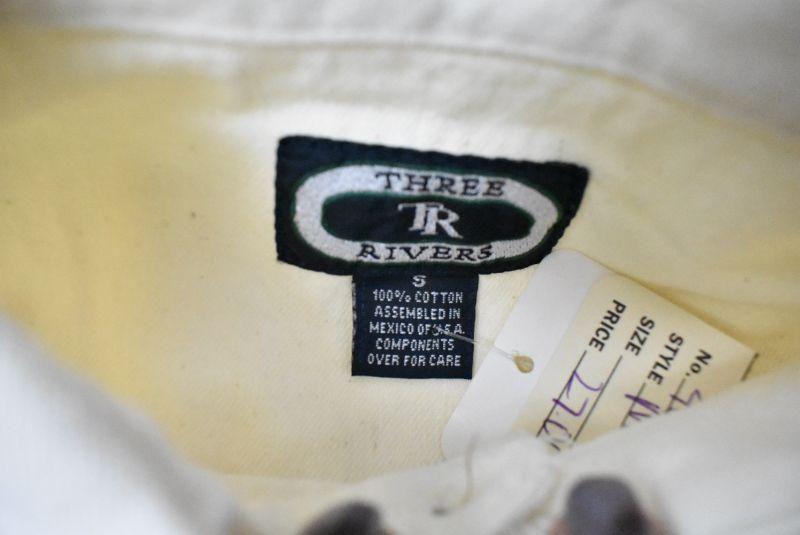 THREE
TR
RIVERS
S
100% COTTON
ASSEMBLED IN
MEXICO OF U.S.A.
COMPONENTS
OVER FOR CARE
No.
STYLE
SIZE
PRICE